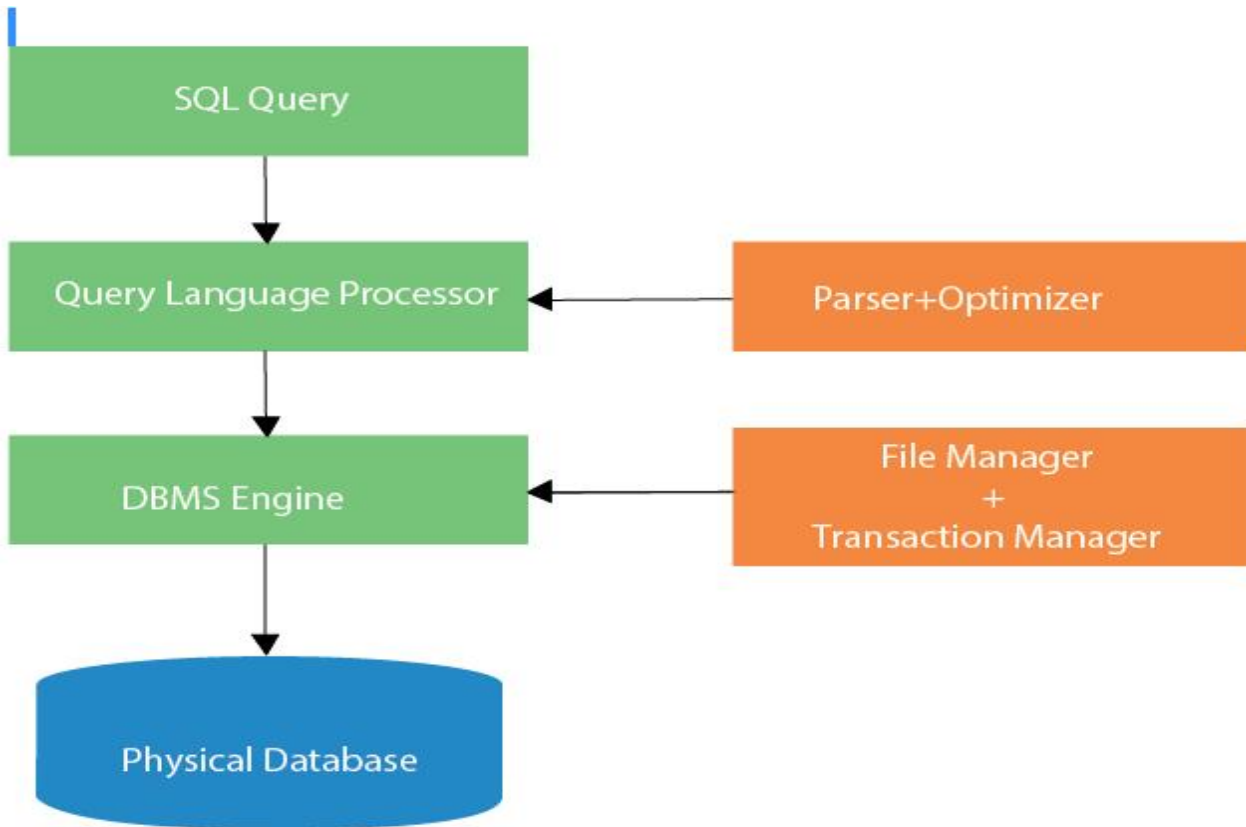 SQL Query
Query Language Processor
Parser+Optimizer
DBMS Engine
File Manager
+
Transaction Manager
Physical Database